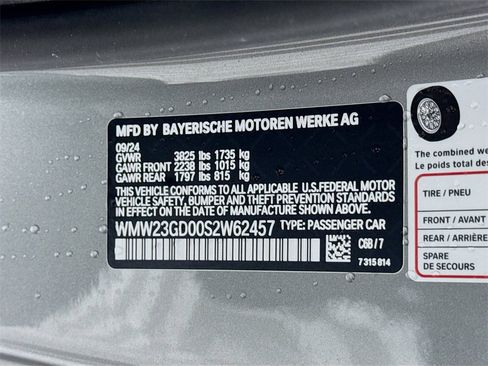 MFD BY BAYERISCHE MOTOREN WERKE AG
09/24
GVWR 3825 lbs 1735 kg
GAWR FRONT 2238 lbs 1015 kg
GAWR REAR 1797 lbs 815 kg
THIS VEHICLE CONFORMS TO ALL APPLICABLE U.S.FEDERAL MOTOR
VEHICLE SAFETY, BUMPER, AND THEFT PREVENTION STANDARDS
IN EFFECT ON THE DATE OF MANUFACTURE SHOWN ABOVE.
WMW23GD00S2W62457 TYPE: PASSENGER CAR
C6B/7
7 315 814
The combined we
Le poids total des
TIRE / PNEU
FRONT / AVANT
REAR / ARRIÈRE
SPARE
DE SECOURS